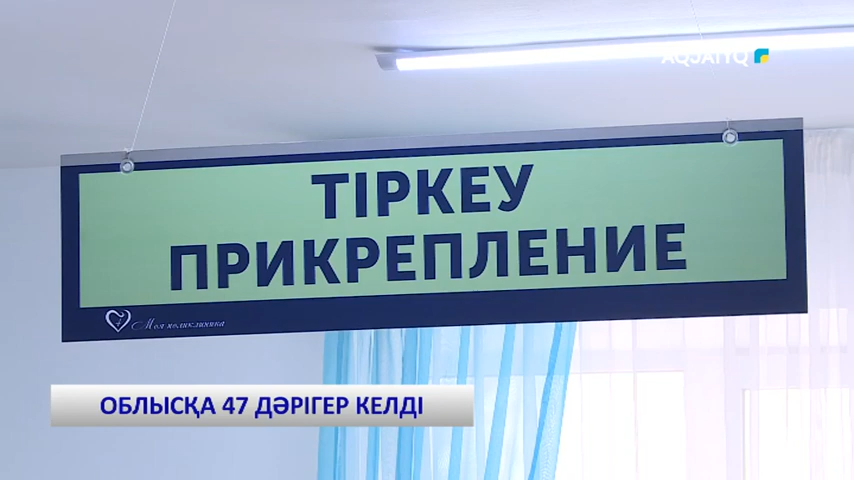 AQJAIYQ
ТІРКЕУ
ПРИКРЕПЛЕНИЕ
Моя поликлиника
ОБЛЫСҚА 47 ДӘРІГЕР КЕЛДІ